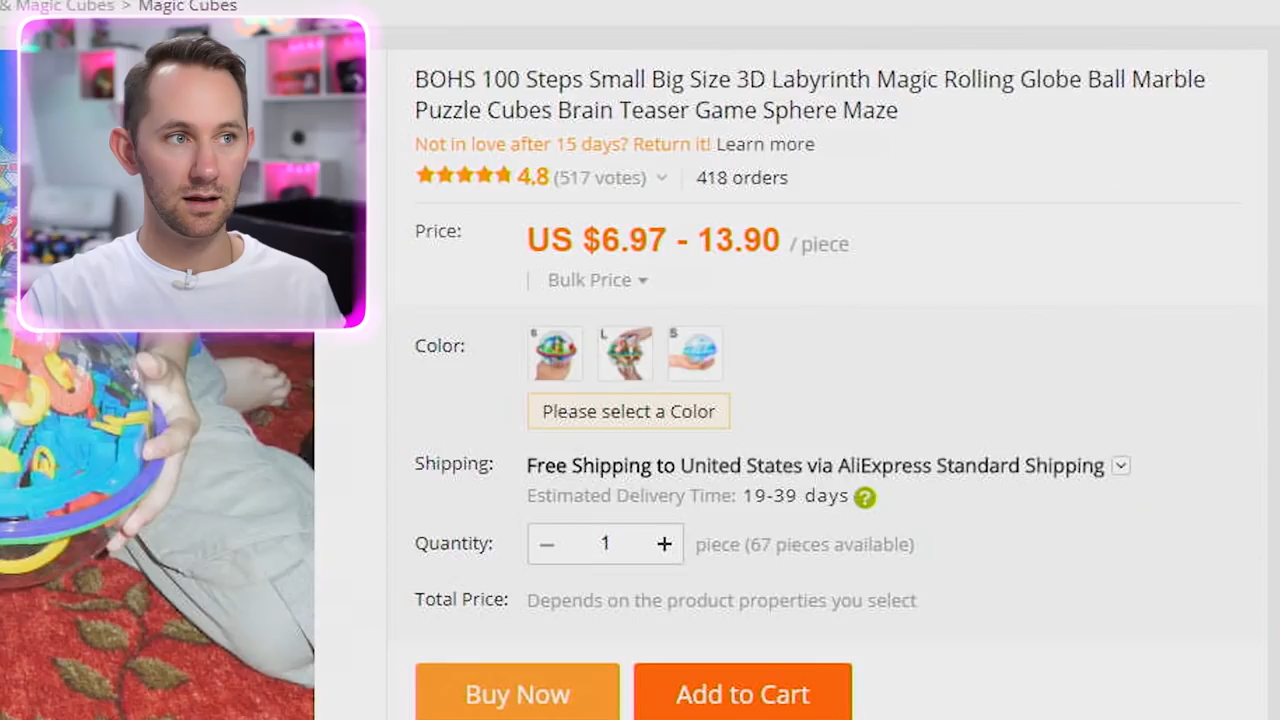 & Magic Cubes > Magic Cubes
BOHS 100 Steps Small Big Size 3D Labyrinth Magic Rolling Globe Ball Marble
Puzzle Cubes Brain Teaser Game Sphere Maze
Not in love after 15 days? Return it! Learn more
4.8 (517 votes) 418 orders
Price: US $6.97 - 13.90 / piece
Bulk Price
Color:
S L S
Please select a Color
Shipping: Free Shipping to United States via AliExpress Standard Shipping
Estimated Delivery Time: 19-39 days ?
Quantity: – 1 + piece (67 pieces available)
Total Price: Depends on the product properties you select
Buy Now Add to Cart